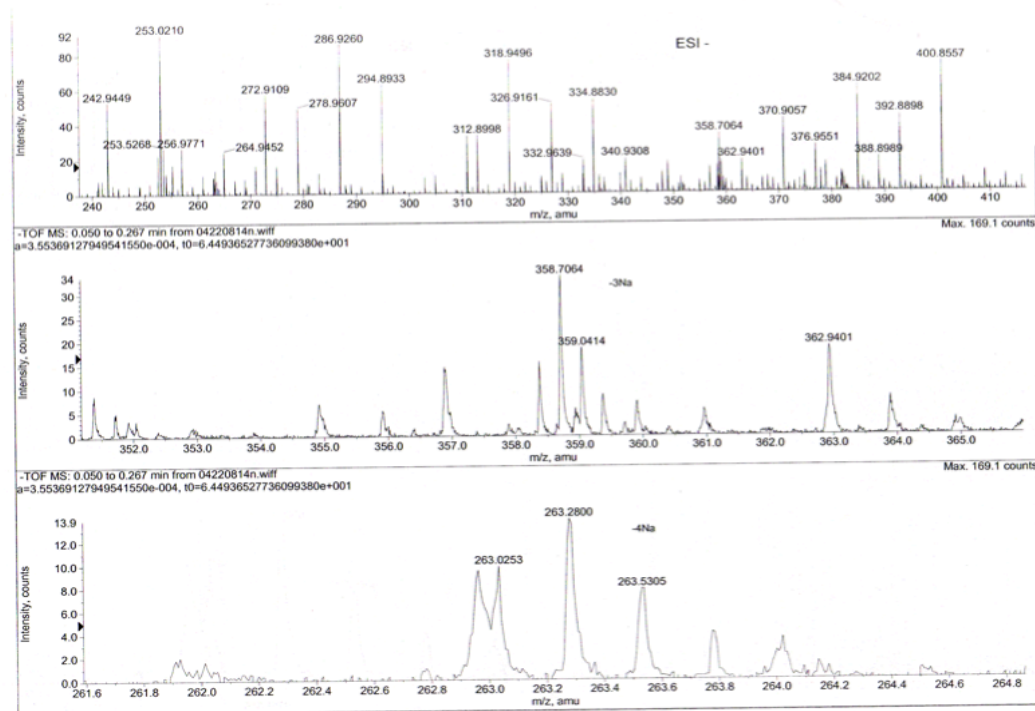 92
80
60
40
20
0
Intensity, counts
ESI -
242.9449
253.0210
253.5268
256.9771
264.9452
272.9109
278.9607
286.9260
294.8933
312.8998
318.9496
326.9161
332.9639
334.8830
340.9308
358.7064
362.9401
370.9057
376.9551
384.9202
388.8989
392.8898
400.8557
240 250 260 270 280 290 300 310 320 330 340 350 360 370 380 390 400 410
m/z, amu
-TOF MS: 0.050 to 0.267 min from 04220814n.wiff
Max. 169.1 counts
a=3.55369127949541550e-004, t0=6.44936527736099380e+001
34
30
25
20
15
10
5
0
Intensity, counts
358.7064
-3Na
359.0414
362.9401
352.0 353.0 354.0 355.0 356.0 357.0 358.0 359.0 360.0 361.0 362.0 363.0 364.0 365.0
m/z, amu
-TOF MS: 0.050 to 0.267 min from 04220814n.wiff
Max. 169.1 counts
a=3.55369127949541550e-004, t0=6.44936527736099380e+001
13.9
12.0
10.0
8.0
6.0
4.0
2.0
0.0
Intensity, counts
263.2800
-4Na
263.0253
263.5305
261.6 261.8 262.0 262.2 262.4 262.6 262.8 263.0 263.2 263.4 263.6 263.8 264.0 264.2 264.4 264.6 264.8
m/z, amu